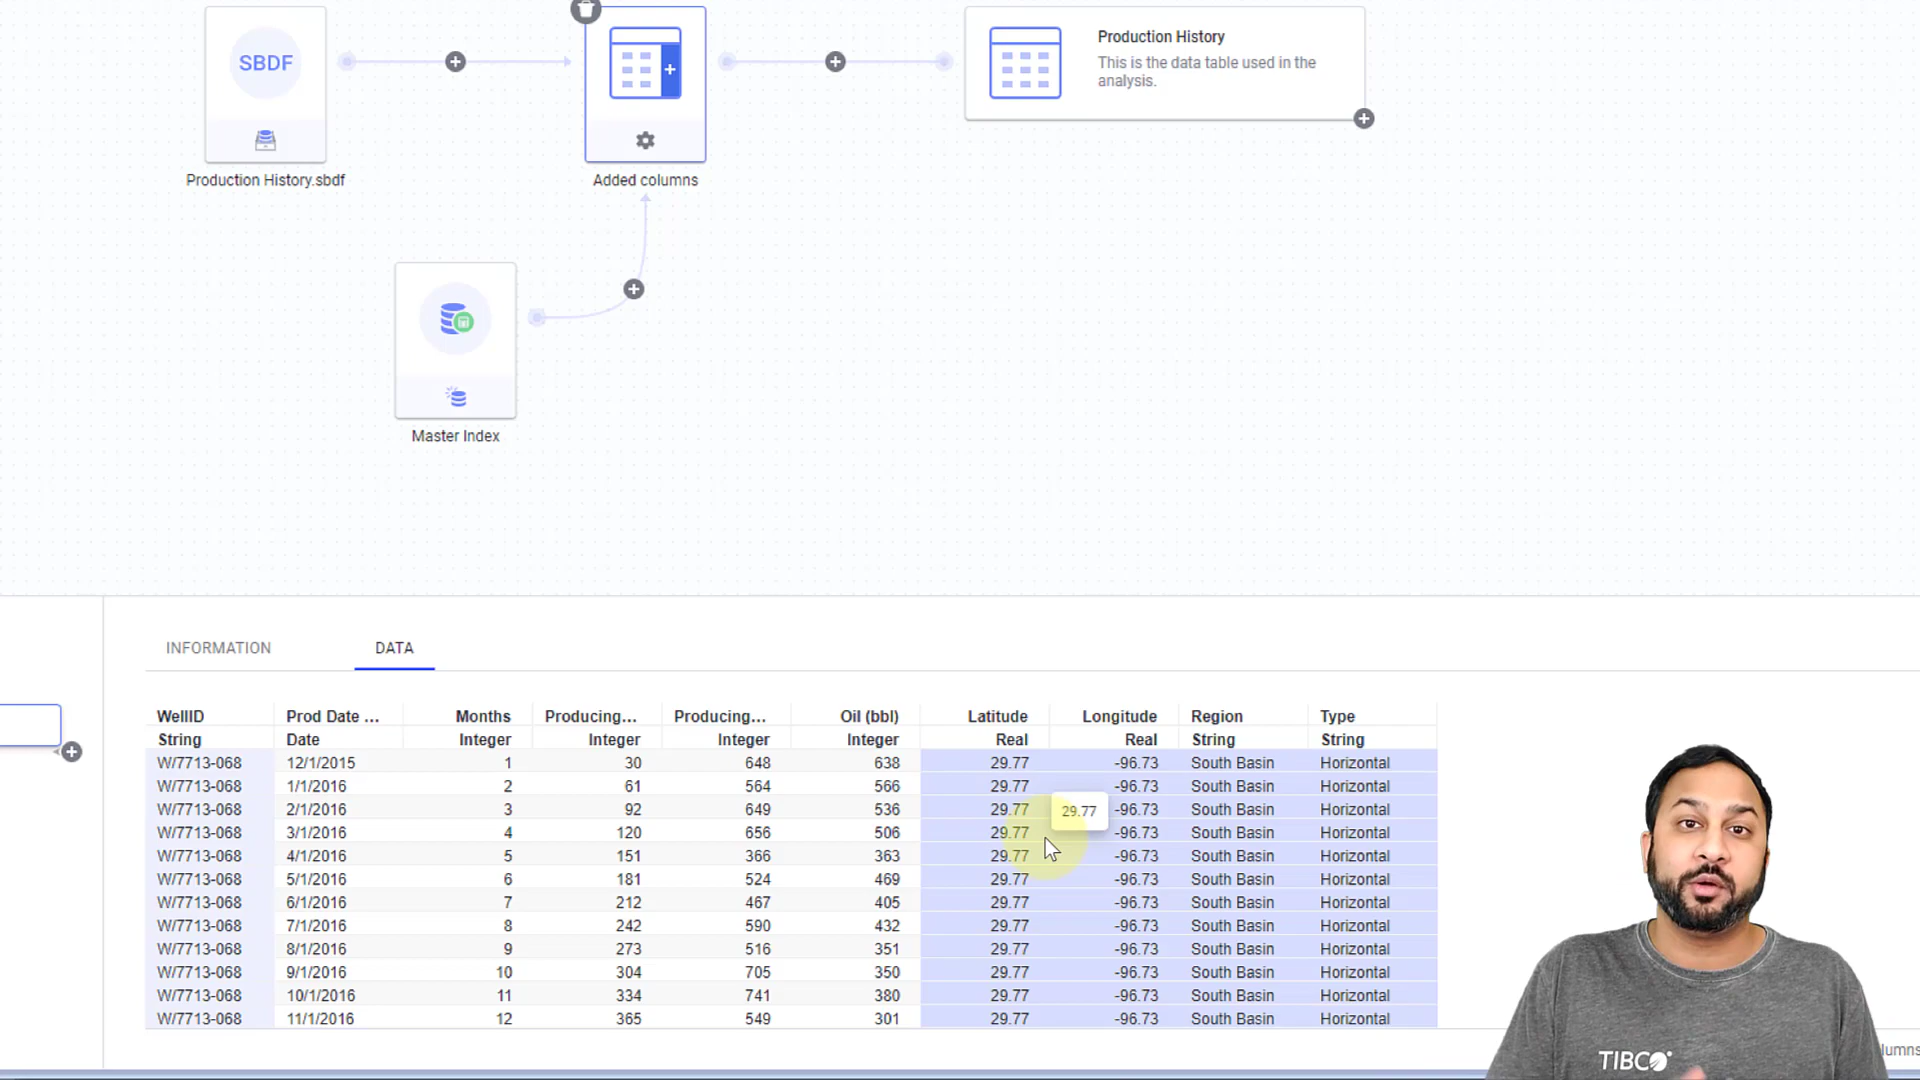 SBDF
Production History
This is the data table used in the
analysis.
Production History.sbdf
Added columns
Master Index
INFORMATION
DATA
WellID Prod Date ... Months Producing... Producing... Oil (bbl) Latitude Longitude Region Type
String Date Integer Integer Integer Integer Real Real String String
W/7713-068 12/1/2015 1 30 648 638 29.77 -96.73 South Basin Horizontal
W/7713-068 1/1/2016 2 61 564 566 29.77 -96.73 South Basin Horizontal
W/7713-068 2/1/2016 3 92 649 536 29.77 29.77 -96.73 South Basin Horizontal
W/7713-068 3/1/2016 4 120 656 506 29.77 -96.73 South Basin Horizontal
W/7713-068 4/1/2016 5 151 366 363 29.77 -96.73 South Basin Horizontal
W/7713-068 5/1/2016 6 181 524 469 29.77 -96.73 South Basin Horizontal
W/7713-068 6/1/2016 7 212 467 405 29.77 -96.73 South Basin Horizontal
W/7713-068 7/1/2016 8 242 590 432 29.77 -96.73 South Basin Horizontal
W/7713-068 8/1/2016 9 273 516 351 29.77 -96.73 South Basin Horizontal
W/7713-068 9/1/2016 10 304 705 350 29.77 -96.73 South Basin Horizontal
W/7713-068 10/1/2016 11 334 741 380 29.77 -96.73 South Basin Horizontal
W/7713-068 11/1/2016 12 365 549 301 29.77 -96.73 South Basin Horizontal
TIBCO